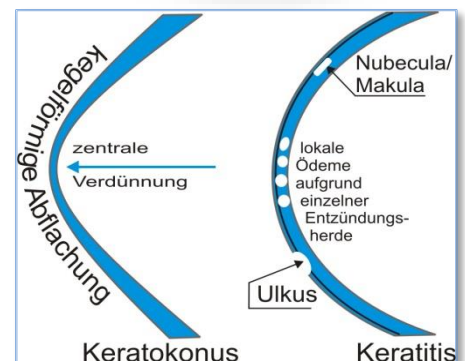 kegelförmige Abflachung
zentrale
Verdünnung
Keratokonus
Nubecula/
Makula
lokale
Ödeme
aufgrund
einzelner
Entzündungs-
herde
Ulkus
Keratitis